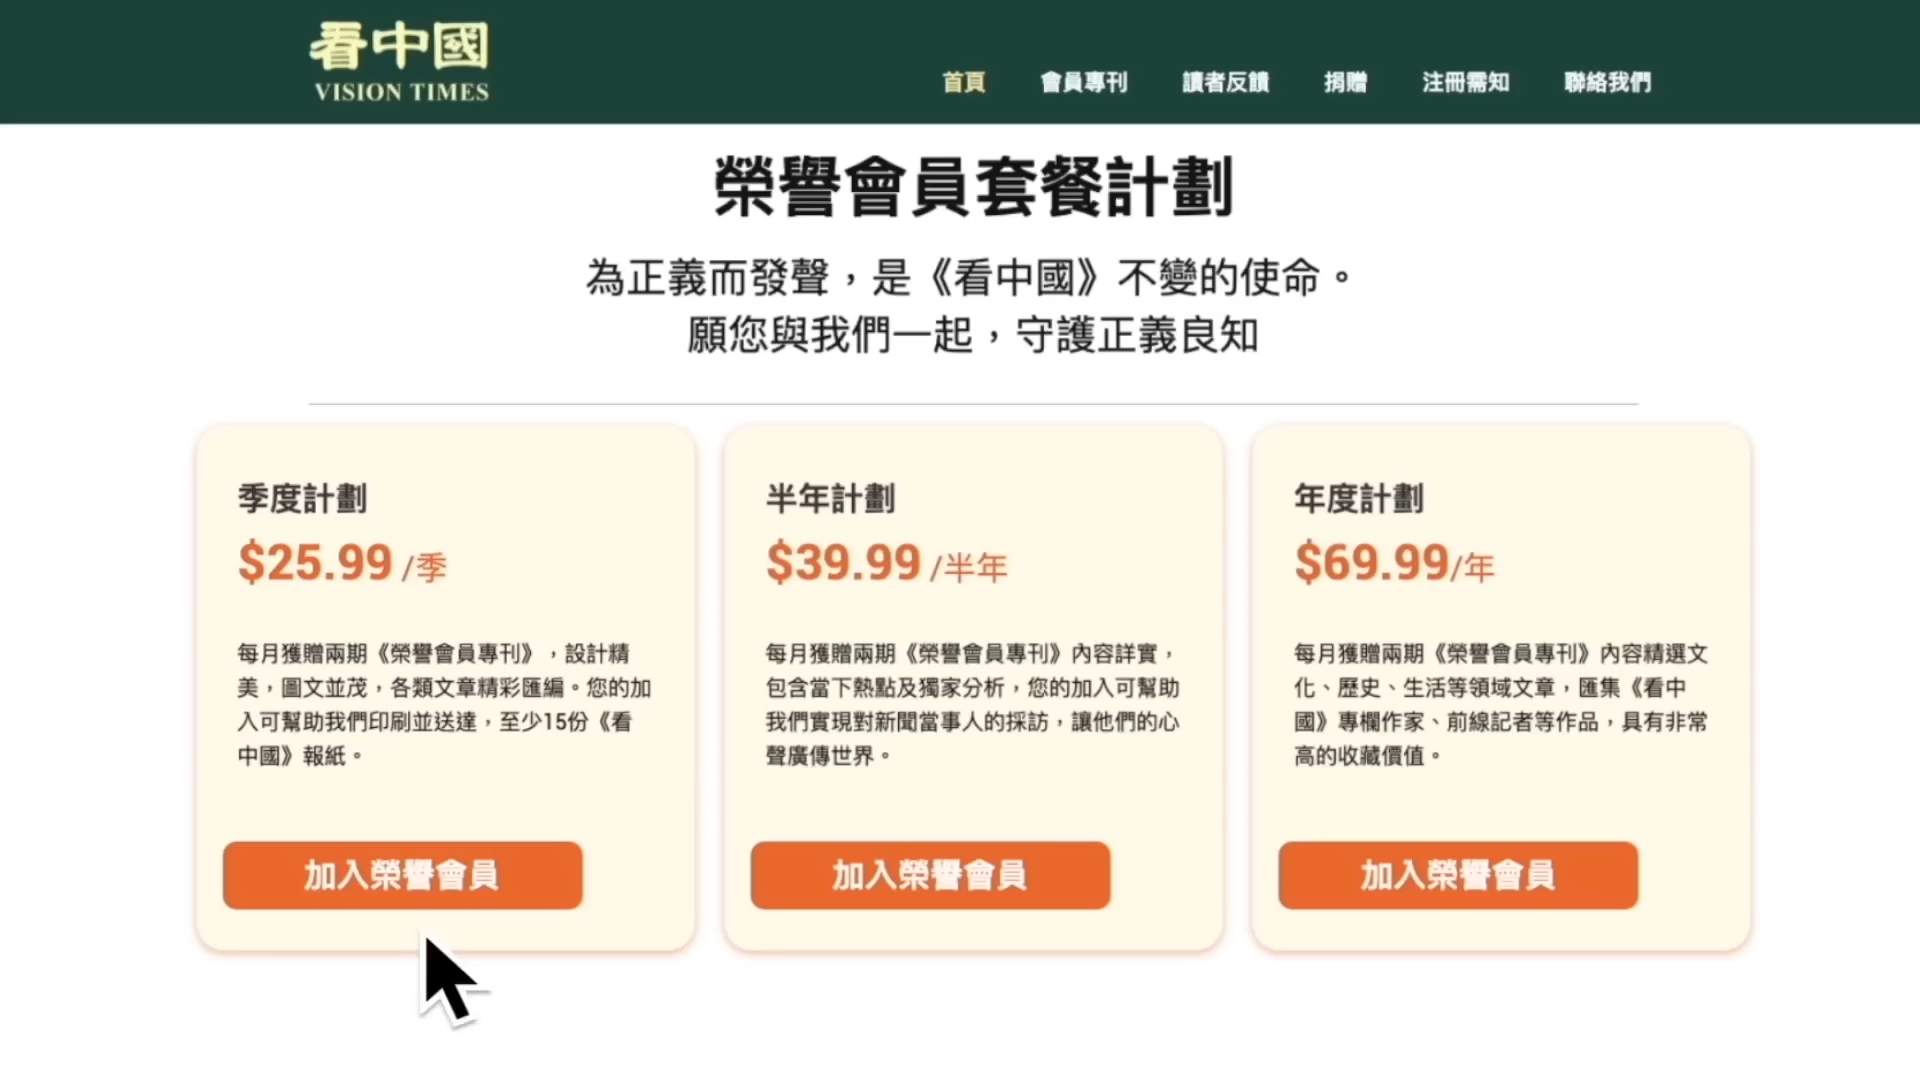 看中國
VISION TIMES
首頁 會員專刊 讀者反饋 捐贈 注冊需知 聯絡我們
榮譽會員套餐計劃
為正義而發聲，是《看中國》不變的使命。
願您與我們一起，守護正義良知
季度計劃
$25.99 /季
每月獲贈兩期《榮譽會員專刊》，設計精
美，圖文並茂，各類文章精彩匯編。您的加
入可幫助我們印刷並送達，至少15份《看
中國》報紙。
加入榮譽會員
半年計劃
$39.99 /半年
每月獲贈兩期《榮譽會員專刊》內容詳實，
包含當下熱點及獨家分析，您的加入可幫助
我們實現對新聞當事人的採訪，讓他們的心
聲廣傳世界。
加入榮譽會員
年度計劃
$69.99/年
每月獲贈兩期《榮譽會員專刊》內容精選文
化、歷史、生活等領域文章，匯集《看中
國》專欄作家、前線記者等作品，具有非常
高的收藏價值。
加入榮譽會員